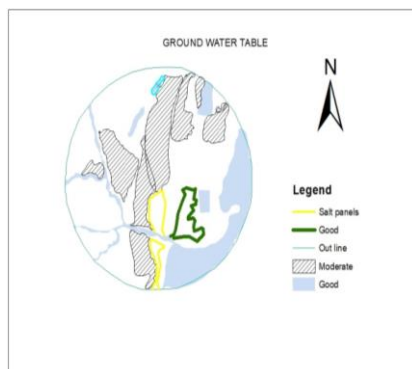 GROUND WATER TABLE
N
Legend
Salt panels
Good
Out line
Moderate
Good